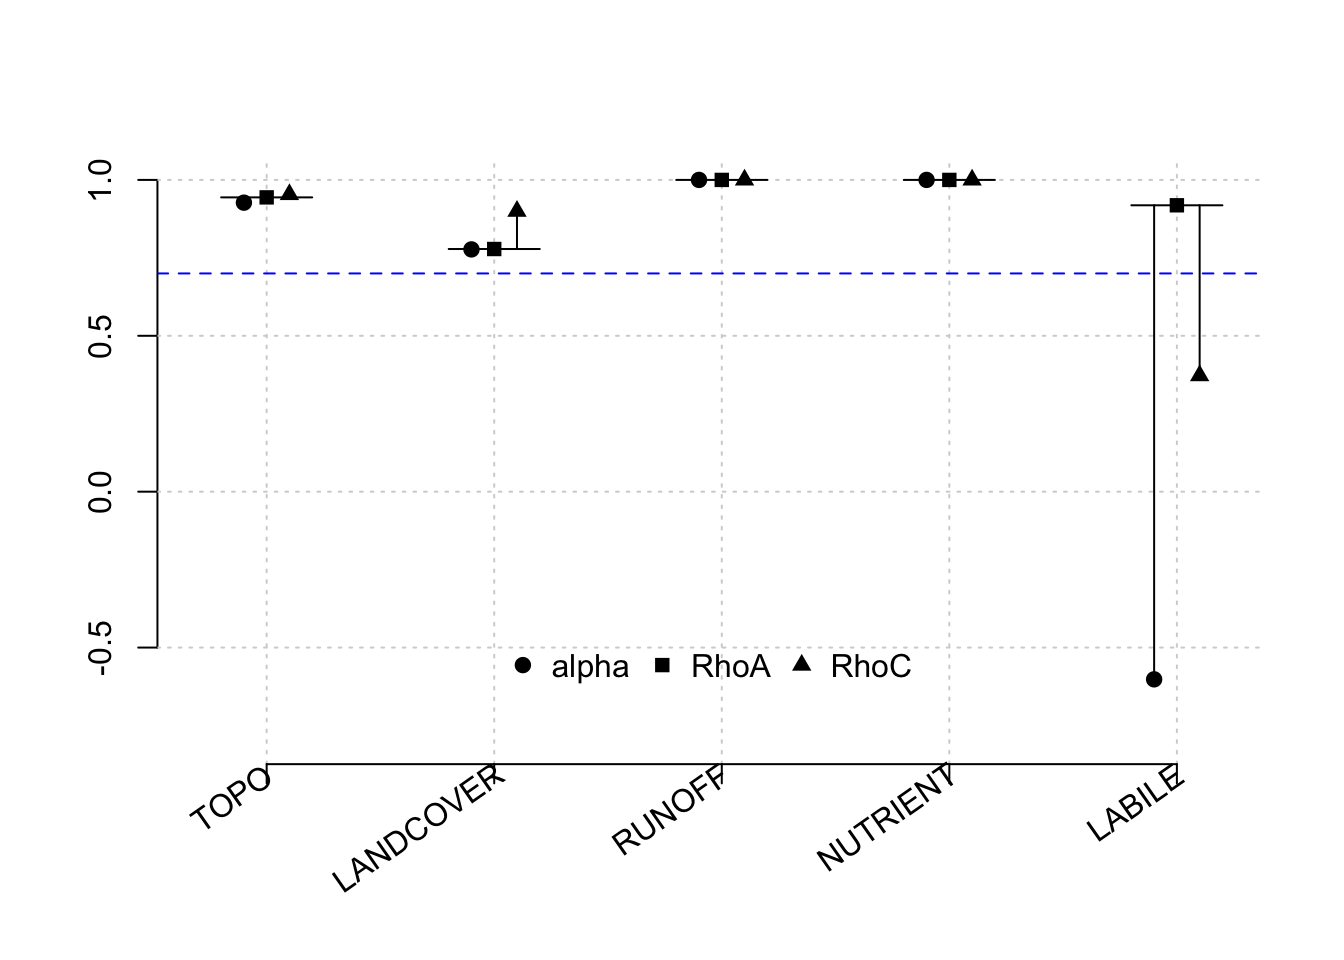 1.0
0.5
0.0
-0.5
alpha RhoA RhoC
TOPO
LANDCOVER
RUNOFF
NUTRIENT
LABILE